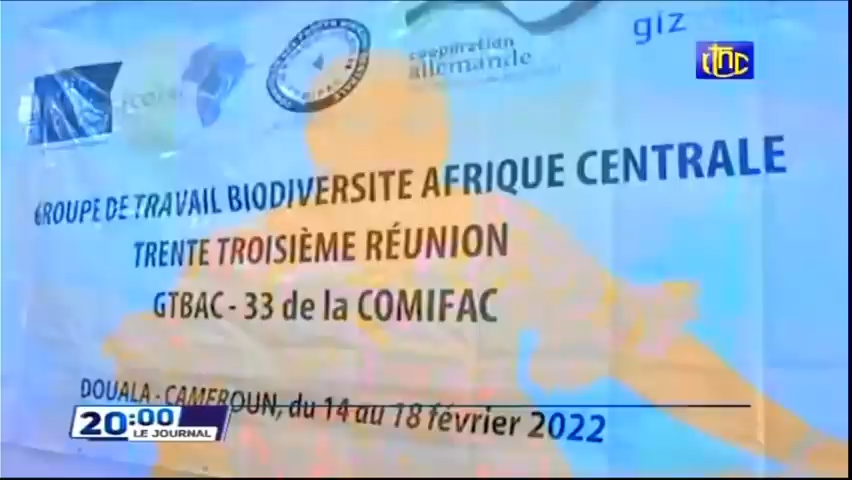 giz
coopération
allemande
GROUPE DE TRAVAIL BIODIVERSITE AFRIQUE CENTRALE
TRENTE TROISIÈME RÉUNION
GTBAC - 33 de la COMIFAC
DOUALA - CAMEROUN, du 14 au 18 février 2022
20:00
LE JOURNAL